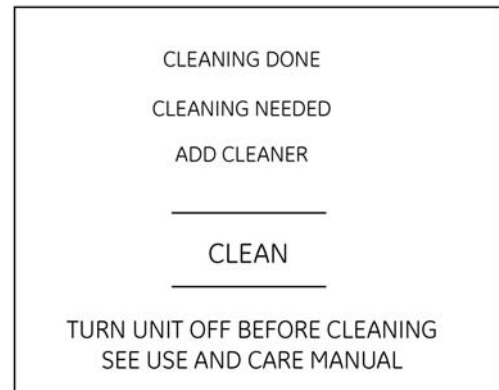 CLEANING DONE
CLEANING NEEDED
ADD CLEANER
CLEAN
TURN UNIT OFF BEFORE CLEANING
SEE USE AND CARE MANUAL